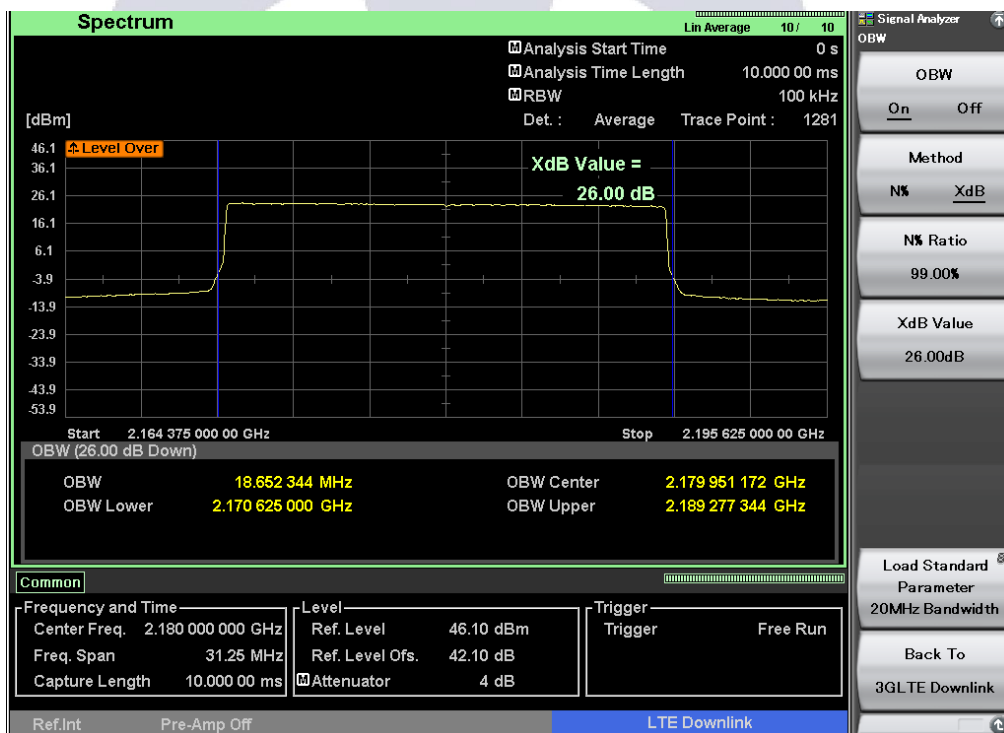 Spectrum
Lin Average 10 / 10
M Analysis Start Time 0 s
M Analysis Time Length 10.000 00 ms
M RBW 100 kHz
[dBm] Det. : Average Trace Point : 1281
Level Over
XdB Value =
26.00 dB
46.1
36.1
26.1
16.1
6.1
-3.9
-13.9
-23.9
-33.9
-43.9
-53.9
Start 2.164 375 000 00 GHz Stop 2.195 625 000 00 GHz
OBW (26.00 dB Down)
OBW 18.652 344 MHz OBW Center 2.179 951 172 GHz
OBW Lower 2.170 625 000 GHz OBW Upper 2.189 277 344 GHz
Common
Frequency and Time
Center Freq. 2.180 000 000 GHz
Freq. Span 31.25 MHz
Capture Length 10.000 00 ms
Level
Ref. Level 46.10 dBm
Ref. Level Ofs. 42.10 dB
M Attenuator 4 dB
Trigger
Trigger Free Run
Ref.Int Pre-Amp Off LTE Downlink
Signal Analyzer
OBW
OBW
On Off
Method
N% XdB
N% Ratio
99.00%
XdB Value
26.00dB
Load Standard
Parameter
20MHz Bandwidth
Back To
3GLTE Downlink